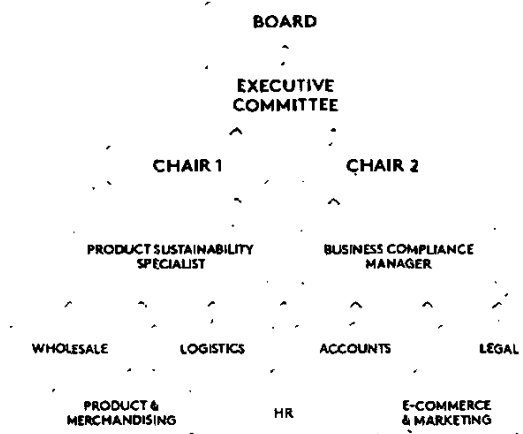 BOARD
EXECUTIVE
COMMITTEE
CHAIR 1
CHAIR 2
PRODUCT SUSTAINABILITY
SPECIALIST
BUSINESS COMPLIANCE
MANAGER
WHOLESALE
LOGISTICS
ACCOUNTS
LEGAL
PRODUCT &
MERCHANDISING
HR
E-COMMERCE
& MARKETING